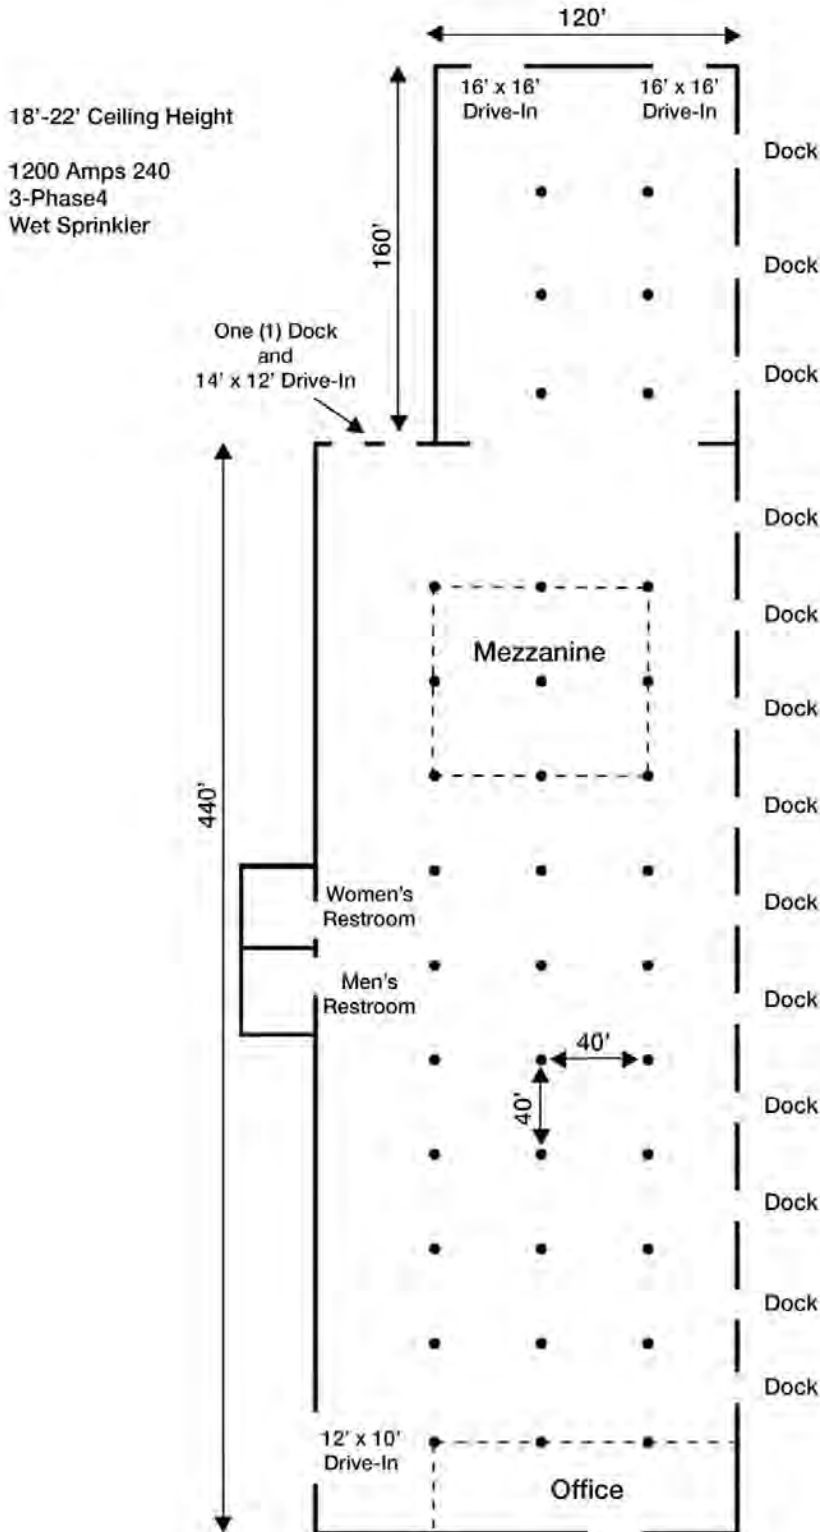 120'
16' x 16'
Drive-In
16' x 16'
Drive-In
18'-22' Ceiling Height
1200 Amps 240
3-Phase4
Wet Sprinkler
Dock
160'
Dock
One (1) Dock
and
14' x 12' Drive-In
Dock
Dock
Dock
Mezzanine
Dock
440'
Dock
Women's
Restroom
Dock
Men's
Restroom
Dock
40'
40'
Dock
Dock
Dock
Dock
12' x 10'
Drive-In
Office